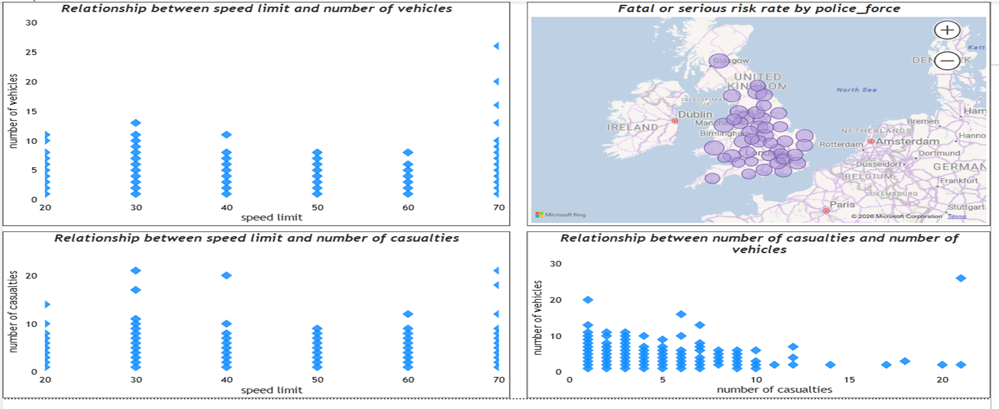 Relationship between speed limit and number of vehicles
30
25
20
15
10
5
0
number of vehicles
20 30 40 50 60 70
speed limit
Fatal or serious risk rate by police_force
Glasgow
UNITED
KINGDOM
ISLE OF MAN
(UK)
Dublin
IRELAND
Manche
Birmingham
London
North Sea
Katt
DEN RK
Ham
Bremen
NETHERLANDS
Hanno
Rotterdam
Amsterdam
Dortmund
Dusseldorf
GERMAN
BELGIUM
Frankfurt
LUXEMBOURG
Paris
Stuttgart
Microsoft Bing
© 2026 Microsoft Corporation Terms
Relationship between speed limit and number of casualties
20
10
0
number of casualties
20 30 40 50 60 70
speed limit
Relationship between number of casualties and number of
vehicles
30
20
10
0
number of vehicles
0 5 10 15 20
number of casualties